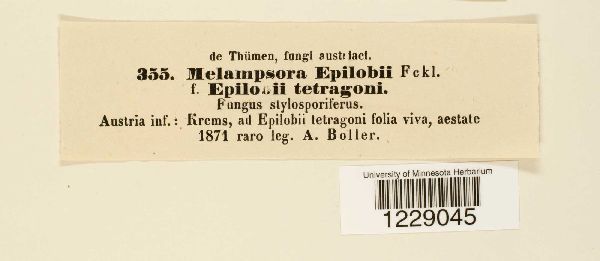 de Thümen, fungi austriaci.
355. Melampsora Epilobii Fckl.
f. Epilobii tetragoni.
Fungus stylosporiferus.
Austria inf.: Krems, ad Epilobii tetragoni folia viva, aestate
1871 raro leg. A. Boller.
University of Minnesota Herbarium
1229045